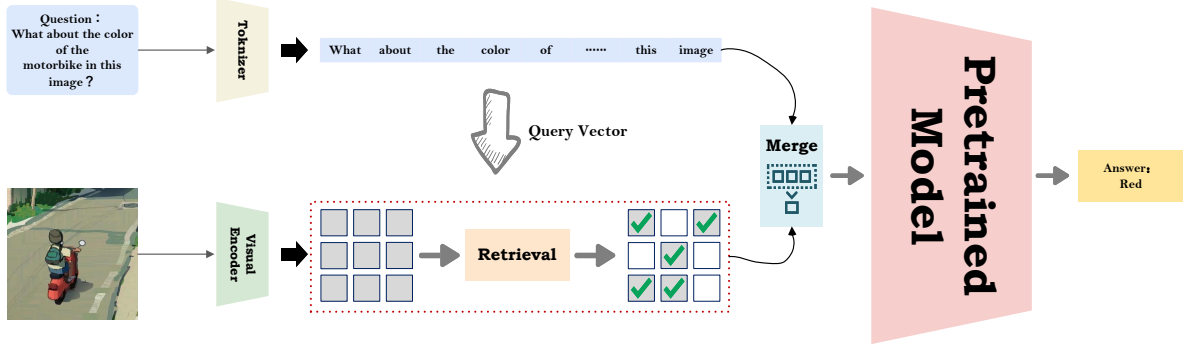 Question：
What about the color
of the
motorbike in this
image？
Toknizer
What about the color of ······ this image
Query Vector
Merge
Pretrained
Model
Answer：
Red
Visual
Encoder
Retrieval